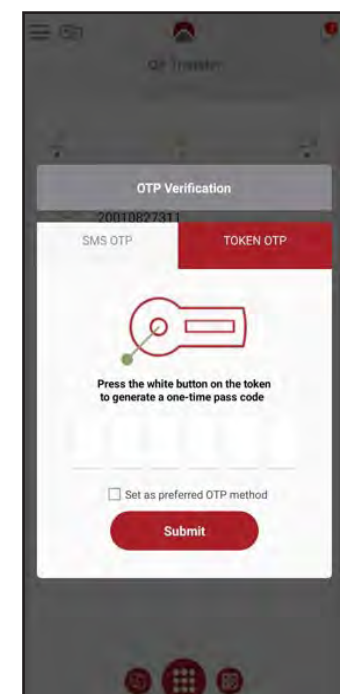 QR Transfer
OTP Verification
20010827311
SMS OTP
TOKEN OTP
Press the white button on the token
to generate a one-time pass code
Set as preferred OTP method
Submit